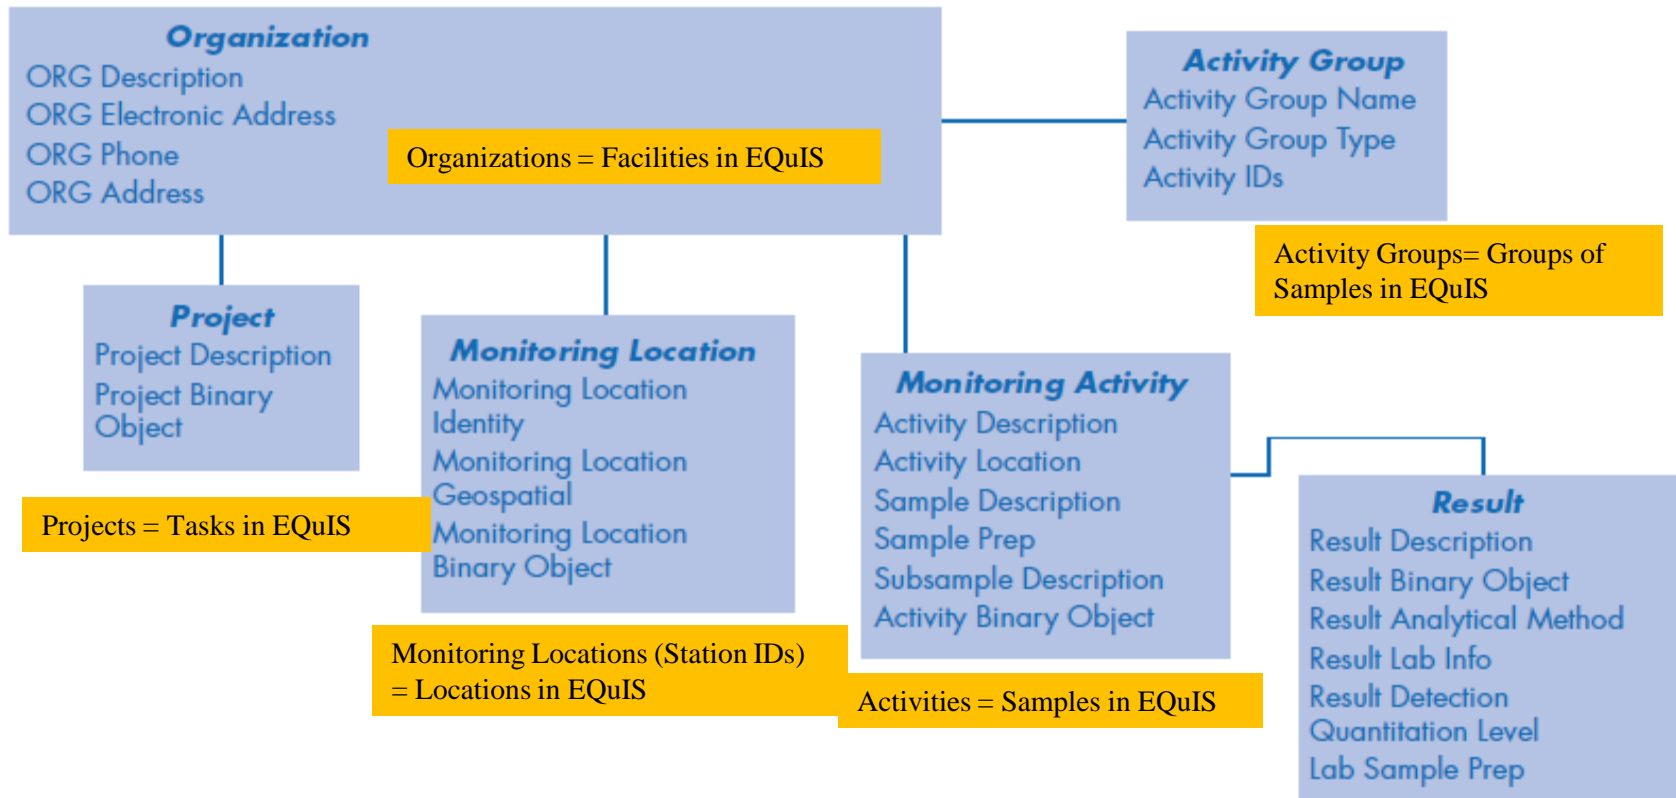 Organization
ORG Description
ORG Electronic Address
ORG Phone
ORG Address
Organizations = Facilities in EQuIS
Activity Group
Activity Group Name
Activity Group Type
Activity IDs
Activity Groups= Groups of
Samples in EQuIS
Project
Project Description
Project Binary
Object
Projects = Tasks in EQuIS
Monitoring Location
Monitoring Location
Identity
Monitoring Location
Geospatial
Monitoring Location
Binary Object
Monitoring Locations (Station IDs)
= Locations in EQuIS
Monitoring Activity
Activity Description
Activity Location
Sample Description
Sample Prep
Subsample Description
Activity Binary Object
Activities = Samples in EQuIS
Result
Result Description
Result Binary Object
Result Analytical Method
Result Lab Info
Result Detection
Quantitation Level
Lab Sample Prep